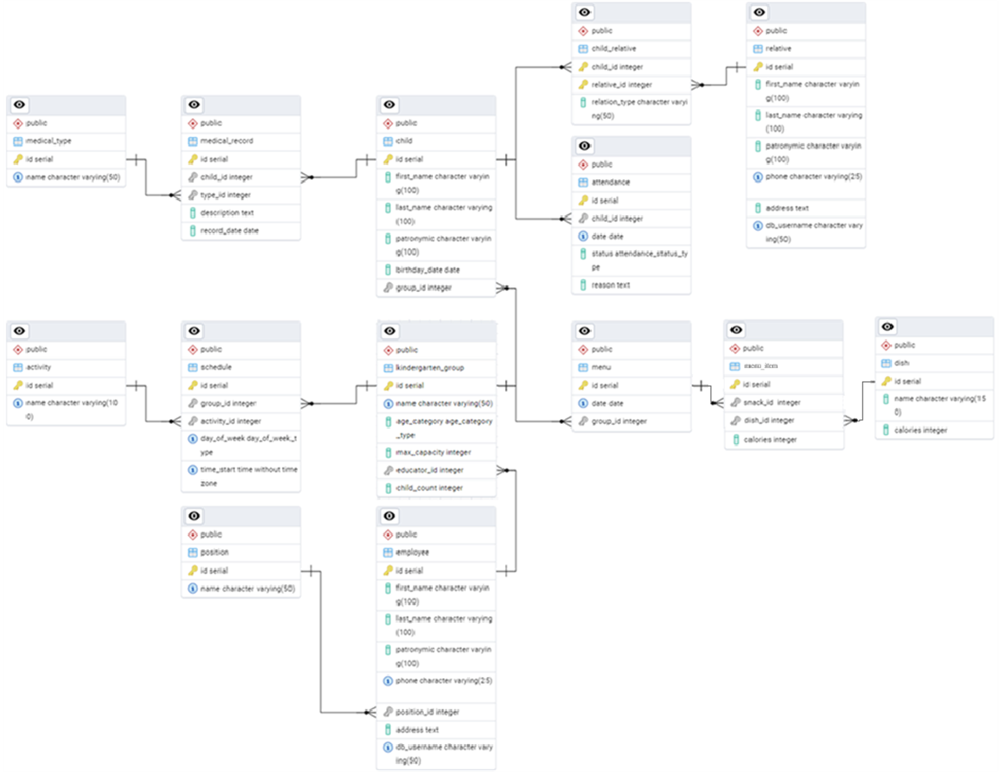 public
child_relative
child_id integer
relative_id integer
relation_type character varyi
ng(50)
public
relative
id serial
first_name character varyin
g(100)
last_name character varying
(100)
patronymic character varyin
g(100)
phone character varying(25)
address text
db_username character vary
ing(50)
public
medical_type
id serial
name character varying(50)
public
medical_record
id serial
child_id integer
type_id integer
description text
record_date date
public
child
id serial
first_name character varyin
g(100)
last_name character varying
(100)
patronymic character varyin
g(100)
birthday_date date
group_id integer
public
attendance
id serial
child_id integer
date date
status attendance_status_ty
pe
reason text
public
activity
id serial
name character varying(10
0)
public
schedule
id serial
group_id integer
activity_id integer
day_of_week day_of_week_t
ype
time_start time without time
zone
public
kindergarten_group
id serial
name character varying(50)
age_category age_category
_type
max_capacity integer
educator_id integer
child_count integer
public
menu
id serial
date date
group_id integer
public
menu_item
id serial
snack_id integer
dish_id integer
calories integer
public
dish
id serial
name character varying(15
0)
calories integer
public
position
id serial
name character varying(50)
public
employee
id serial
first_name character varyin
g(100)
last_name character varying
(100)
patronymic character varyin
g(100)
phone character varying(25)
position_id integer
address text
db_username character vary
ing(50)